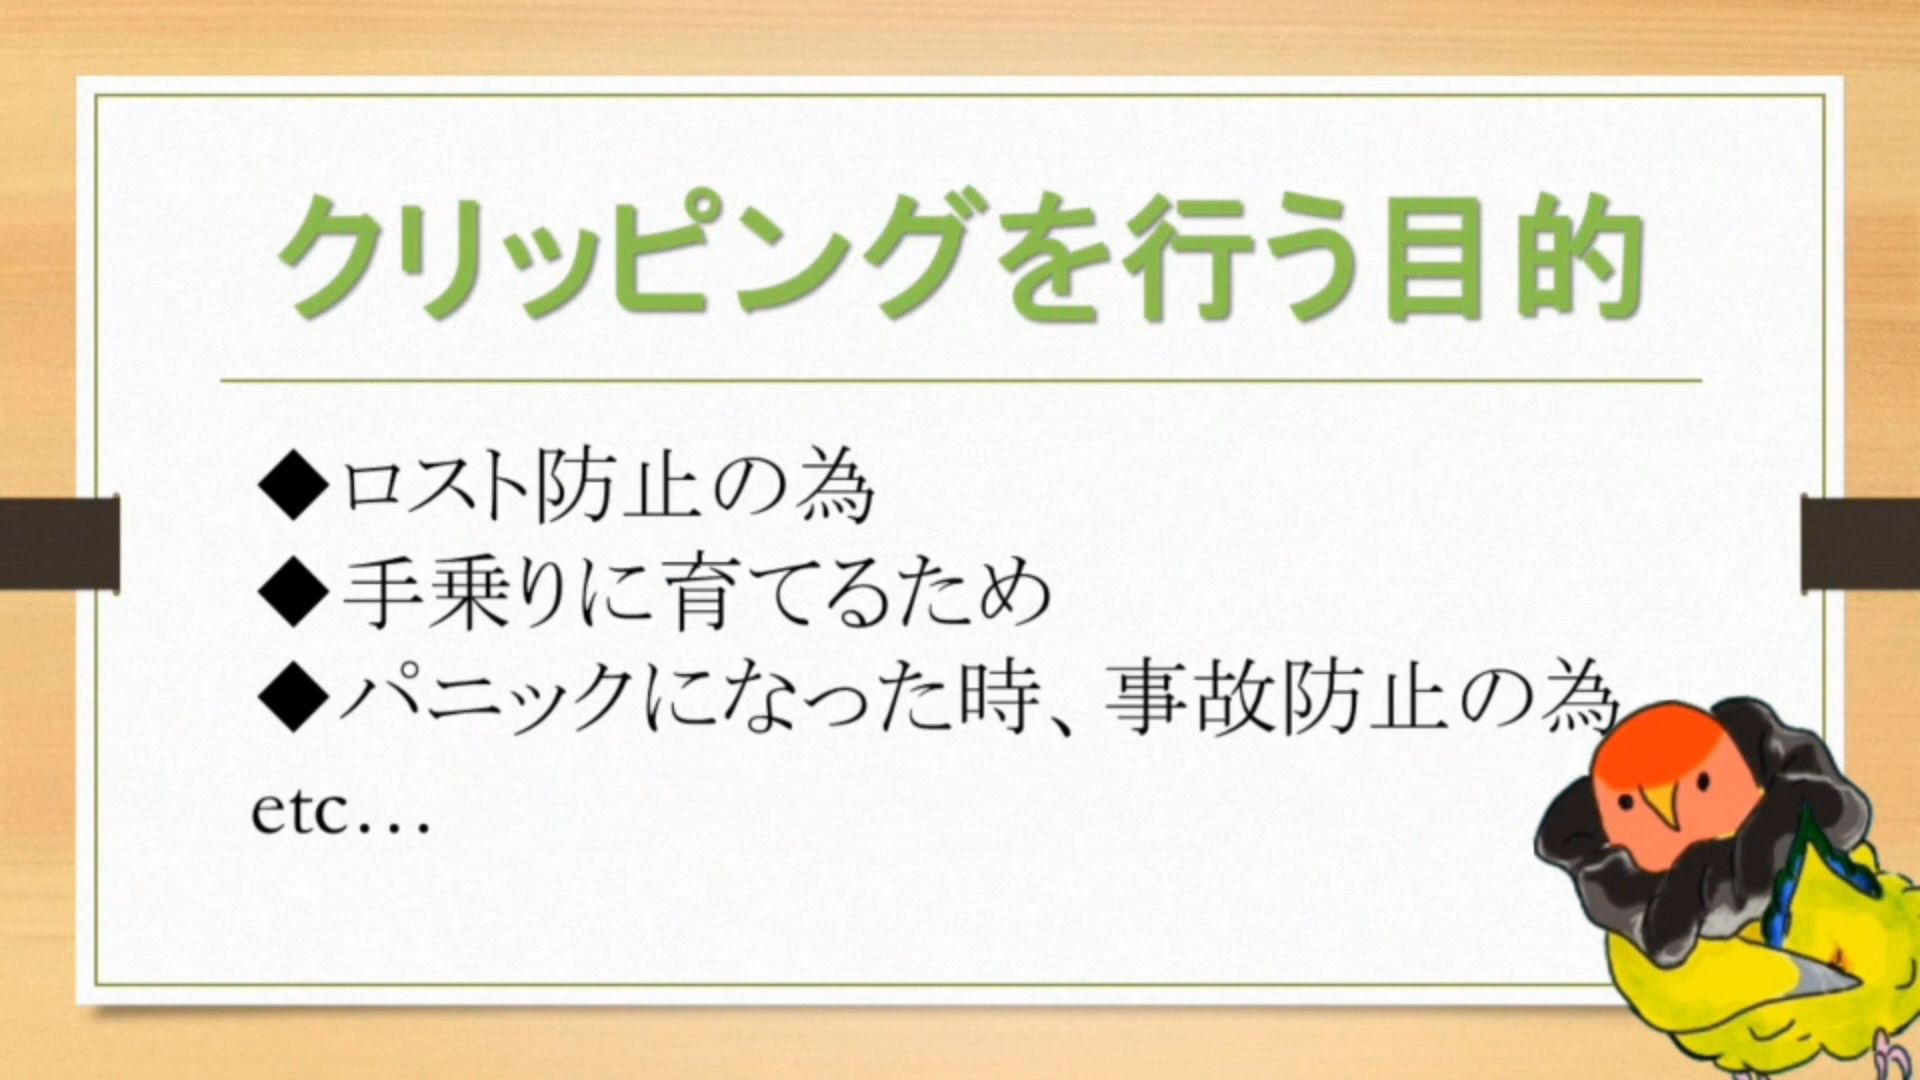 クリッピングを行う目的
◆ロスト防止の為
◆手乗りに育てるため
◆パニックになった時、事故防止の為
etc…